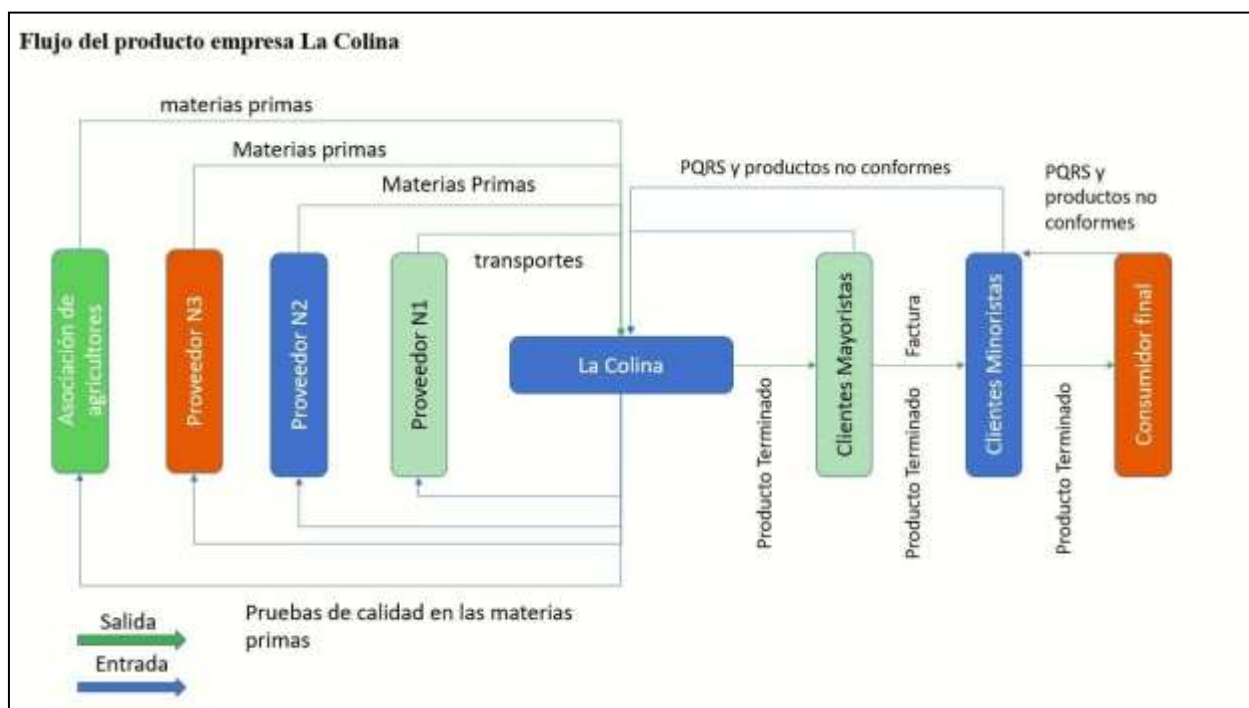 Flujo del producto empresa La Colina
materias primas
Materias primas
Materias Primas
transportes
PQRS y productos no conformes
PQRS y
productos no
conformes
Asociación de
agricultores
Proveedor N3
Proveedor N2
Proveedor N1
La Colina
Clientes Mayoristas
Factura
Clientes Minoristas
Consumidor final
Producto Terminado
Producto Terminado
Producto Terminado
Pruebas de calidad en las materias
primas
Salida
Entrada